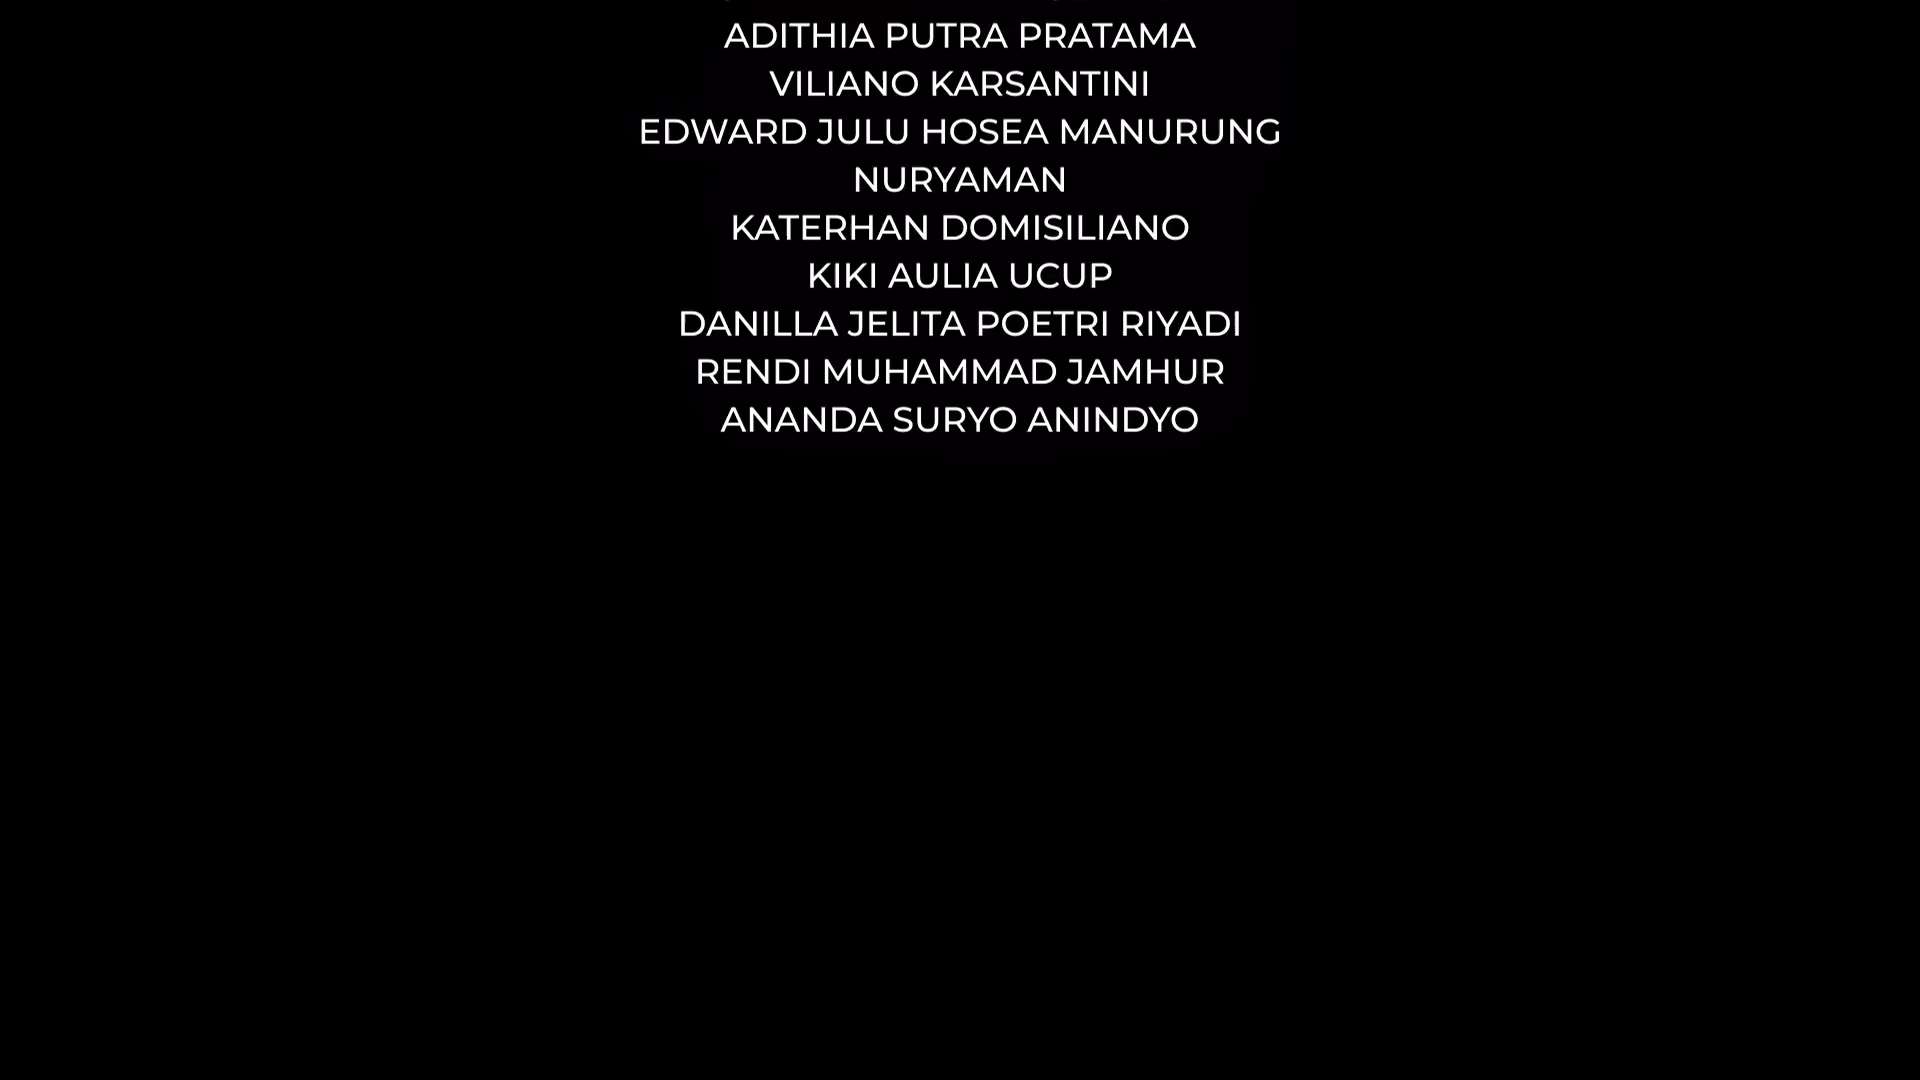 ADITHIA PUTRA PRATAMA
VILIANO KARSANTINI
EDWARD JULU HOSEA MANURUNG
NURYAMAN
KATERHAN DOMISILIANO
KIKI AULIA UCUP
DANILLA JELITA POETRI RIYADI
RENDI MUHAMMAD JAMHUR
ANANDA SURYO ANINDYO